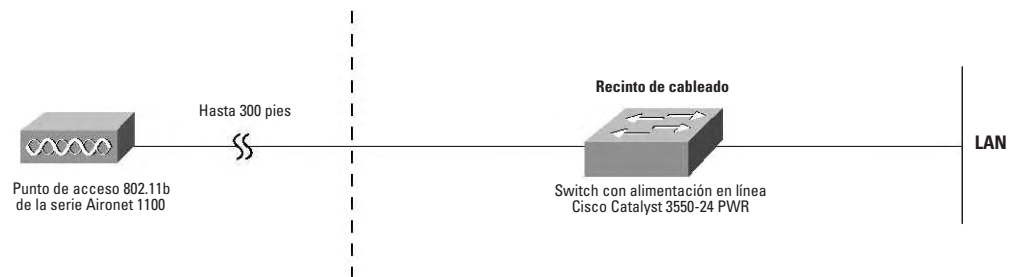 Hasta 300 pies
Punto de acceso 802.11b
de la serie Aironet 1100
Recinto de cableado
Switch con alimentación en línea
Cisco Catalyst 3550-24 PWR
LAN